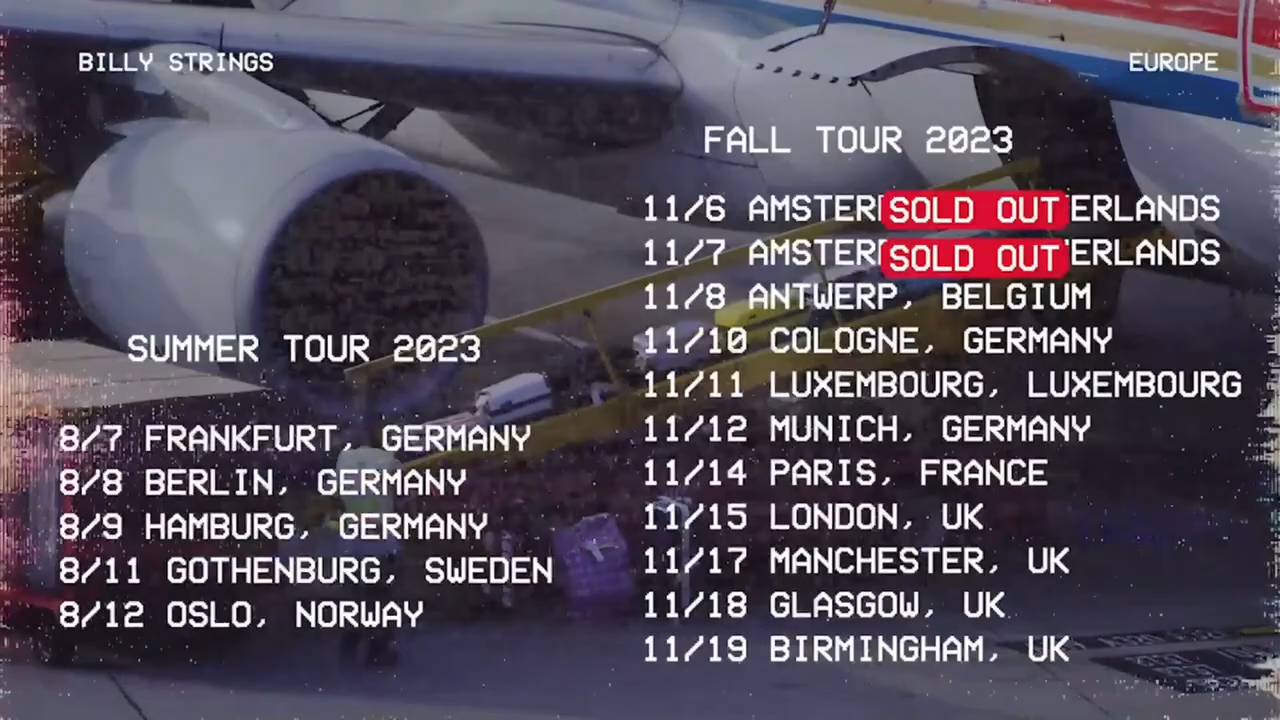 BILLY STRINGS
EUROPE
SUMMER TOUR 2023
8/7 FRANKFURT, GERMANY
8/8 BERLIN, GERMANY
8/9 HAMBURG, GERMANY
8/11 GOTHENBURG, SWEDEN
8/12 OSLO, NORWAY
FALL TOUR 2023
11/6 AMSTER SOLD OUT ERLANDS
11/7 AMSTER SOLD OUT ERLANDS
11/8 ANTWERP, BELGIUM
11/10 COLOGNE, GERMANY
11/11 LUXEMBOURG, LUXEMBOURG
11/12 MUNICH, GERMANY
11/14 PARIS, FRANCE
11/15 LONDON, UK
11/17 MANCHESTER, UK
11/18 GLASGOW, UK
11/19 BIRMINGHAM, UK